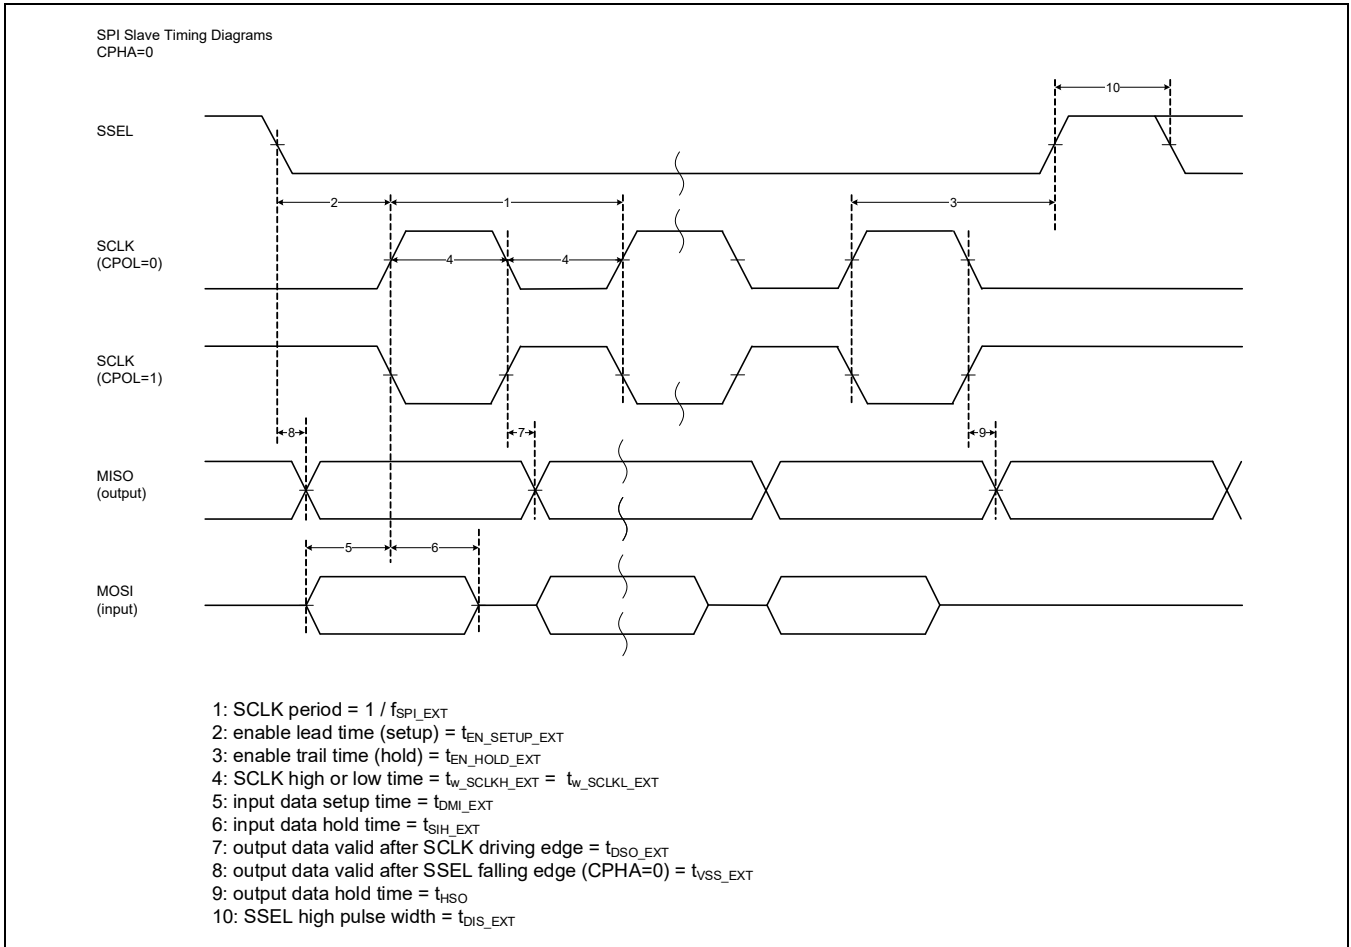 SPI Slave Timing Diagrams
CPHA=0
10
SSEL
2
1
3
SCLK
(CPOL=0)
4
4
SCLK
(CPOL=1)
8
7
9
MISO
(output)
5
6
MOSI
(input)
1: SCLK period = 1 / fSPI_EXT
2: enable lead time (setup) = tEN_SETUP_EXT
3: enable trail time (hold) = tEN_HOLD_EXT
4: SCLK high or low time = tw_SCLKH_EXT = tw_SCLKL_EXT
5: input data setup time = tDMI_EXT
6: input data hold time = tSIH_EXT
7: output data valid after SCLK driving edge = tDSO_EXT
8: output data valid after SSEL falling edge (CPHA=0) = tVSS_EXT
9: output data hold time = tHSO
10: SSEL high pulse width = tDIS_EXT